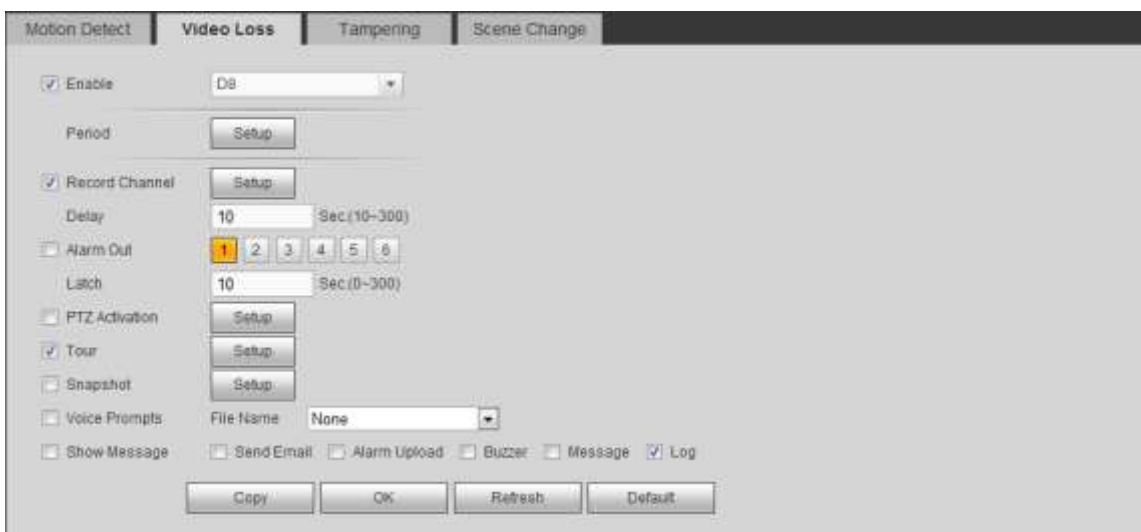 Motion Detect Video Loss Tampering Scene Change
Enable D8
Period Setup
Record Channel Setup
Delay 10 Sec.(10~300)
Alarm Out 1 2 3 4 5 6
Latch 10 Sec.(0~300)
PTZ Activation Setup
Tour Setup
Snapshot Setup
Voice Prompts File Name None
Show Message Send Email Alarm Upload Buzzer Message Log
Copy OK Refresh Default